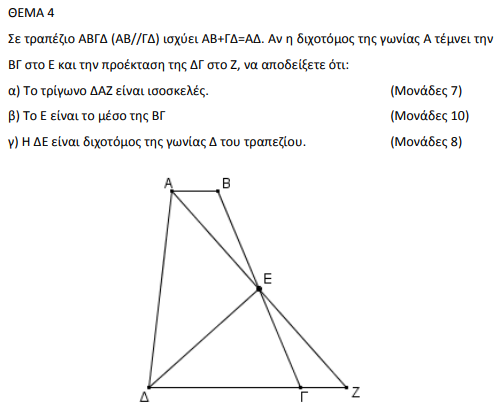 ΘΕΜΑ 4
Σε τραπέζιο ΑΒΓΔ (ΑΒ//ΓΔ) ισχύει ΑΒ+ΓΔ=ΑΔ. Αν η διχοτόμος της γωνίας Α τέμνει την
ΒΓ στο Ε και την προέκταση της ΔΓ στο Ζ, να αποδείξετε ότι:
α) Το τρίγωνο ΔΑΖ είναι ισοσκελές. (Μονάδες 7)
β) Το Ε είναι το μέσο της ΒΓ (Μονάδες 10)
γ) Η ΔΕ είναι διχοτόμος της γωνίας Δ του τραπεζίου. (Μονάδες 8)
Α Β
Ε
Δ Γ Ζ